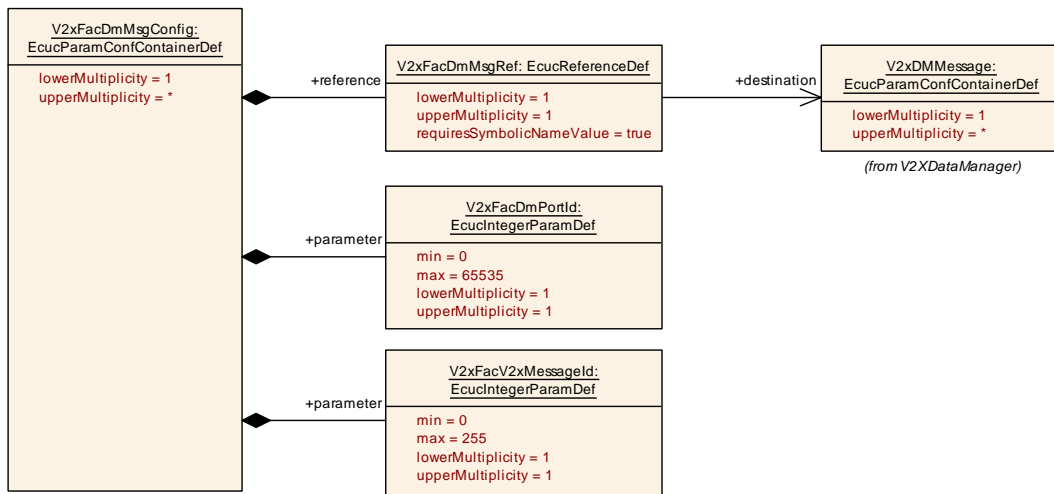 V2xFacDmMsgConfig:
EcucParamConfContainerDef
lowerMultiplicity = 1
upperMultiplicity = *
+reference
V2xFacDmMsgRef: EcucReferenceDef
lowerMultiplicity = 1
upperMultiplicity = 1
requiresSymbolicNameValue = true
+destination
V2xDMMessage:
EcucParamConfContainerDef
lowerMultiplicity = 1
upperMultiplicity = *
(from V2XDataManager)
+parameter
V2xFacDmPortId:
EcucIntegerParamDef
min = 0
max = 65535
lowerMultiplicity = 1
upperMultiplicity = 1
+parameter
V2xFacV2xMessageId:
EcucIntegerParamDef
min = 0
max = 255
lowerMultiplicity = 1
upperMultiplicity = 1